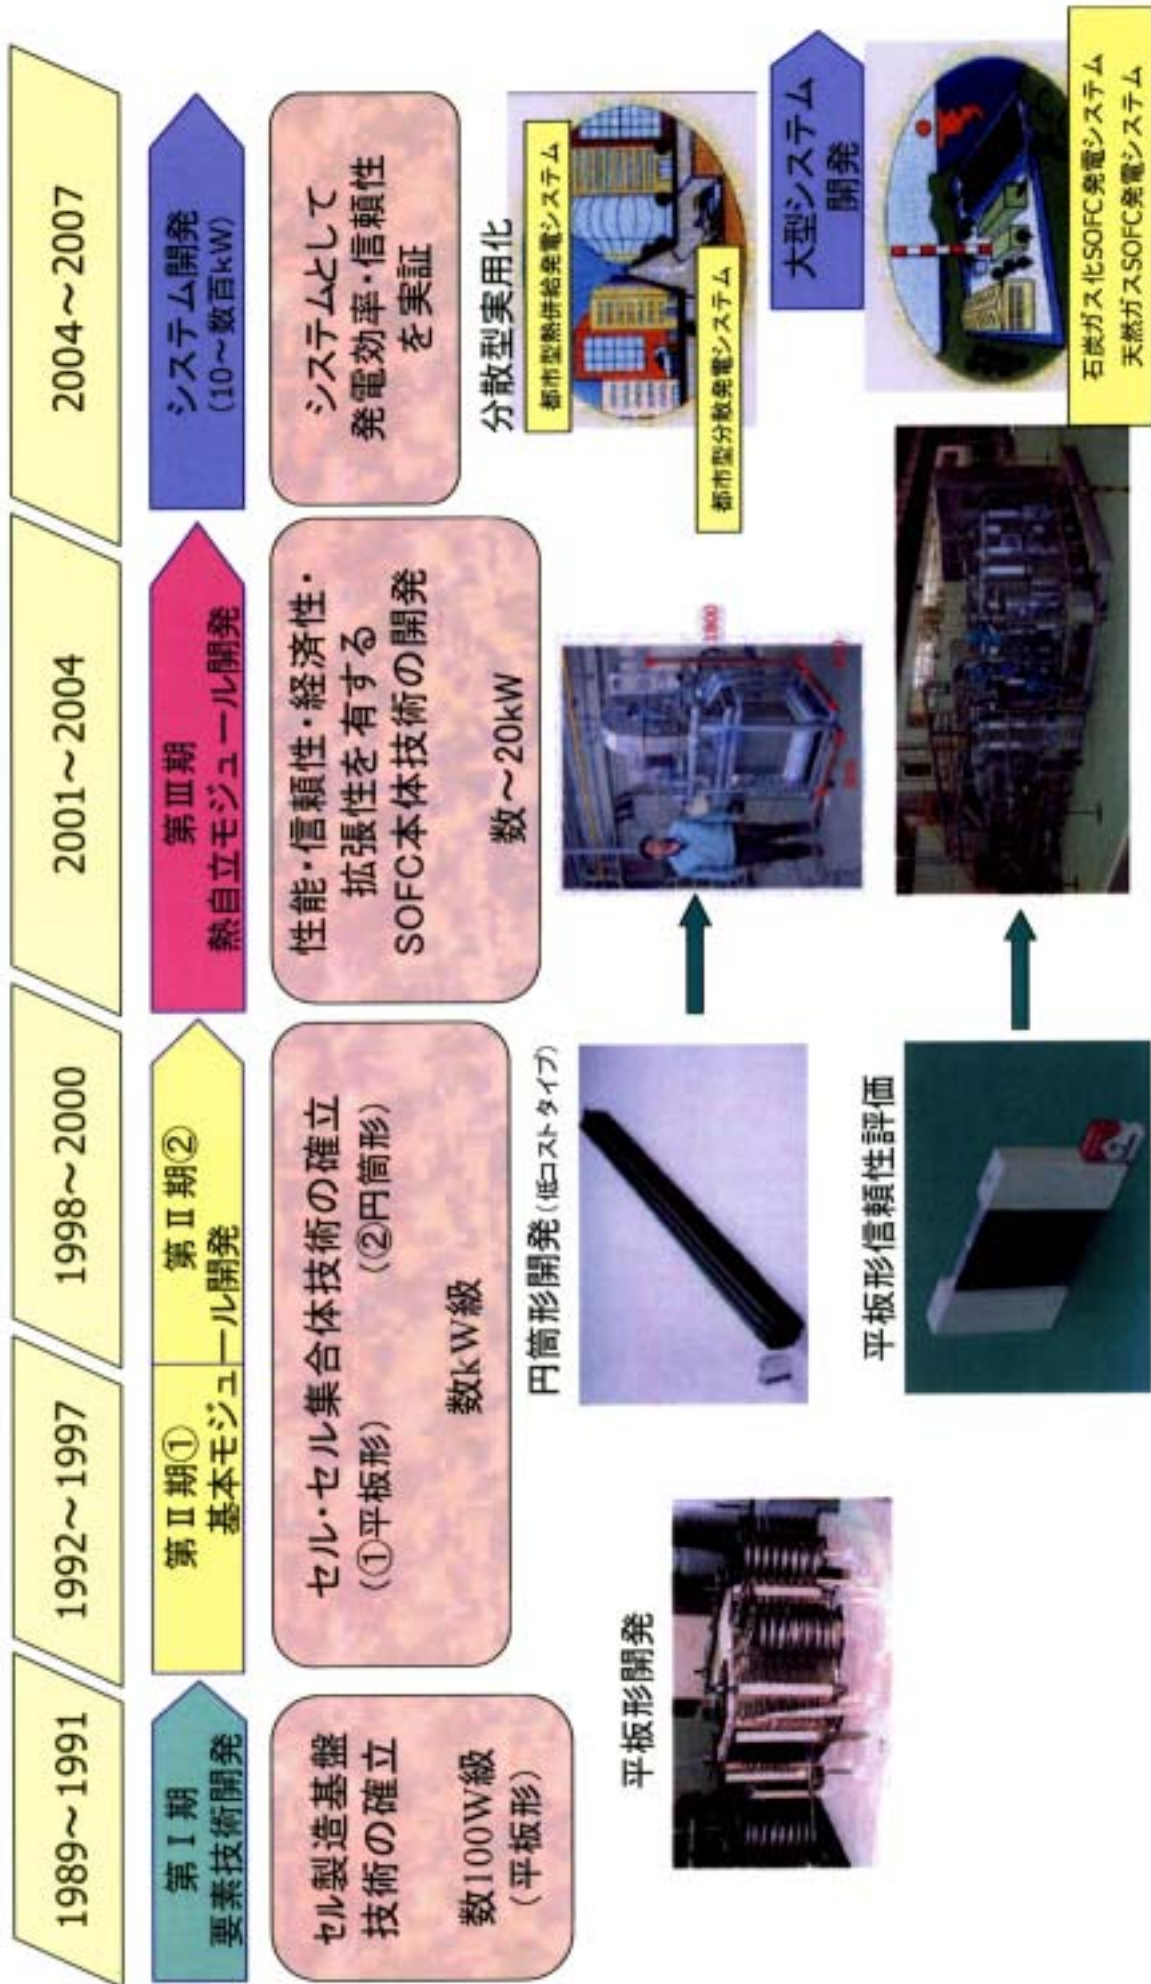 1989～1991
1992～1997
1998～2000
2001～2004
2004～2007
第Ⅰ期
要素技術開発
第Ⅱ期①
第Ⅱ期②
基本モジュール開発
第Ⅲ期
熱自立モジュール開発
システム開発
(10～数百kW)
セル製造基盤
技術の確立
数100W級
(平板形)
セル・セル集合体技術の確立
(①平板形)
(②円筒形)
数kW級
性能・信頼性・経済性・
拡張性を有する
SOFC本体技術の開発
数～20kW
システムとして
発電効率・信頼性
を実証
平板形開発
円筒形開発(低コストタイプ)
1800
平板形信頼性評価
分散型実用化
都市型熱併給発電システム
都市型分散発電システム
大型システム
開発
石炭ガス化SOFC発電システム
天然ガスSOFC発電システム